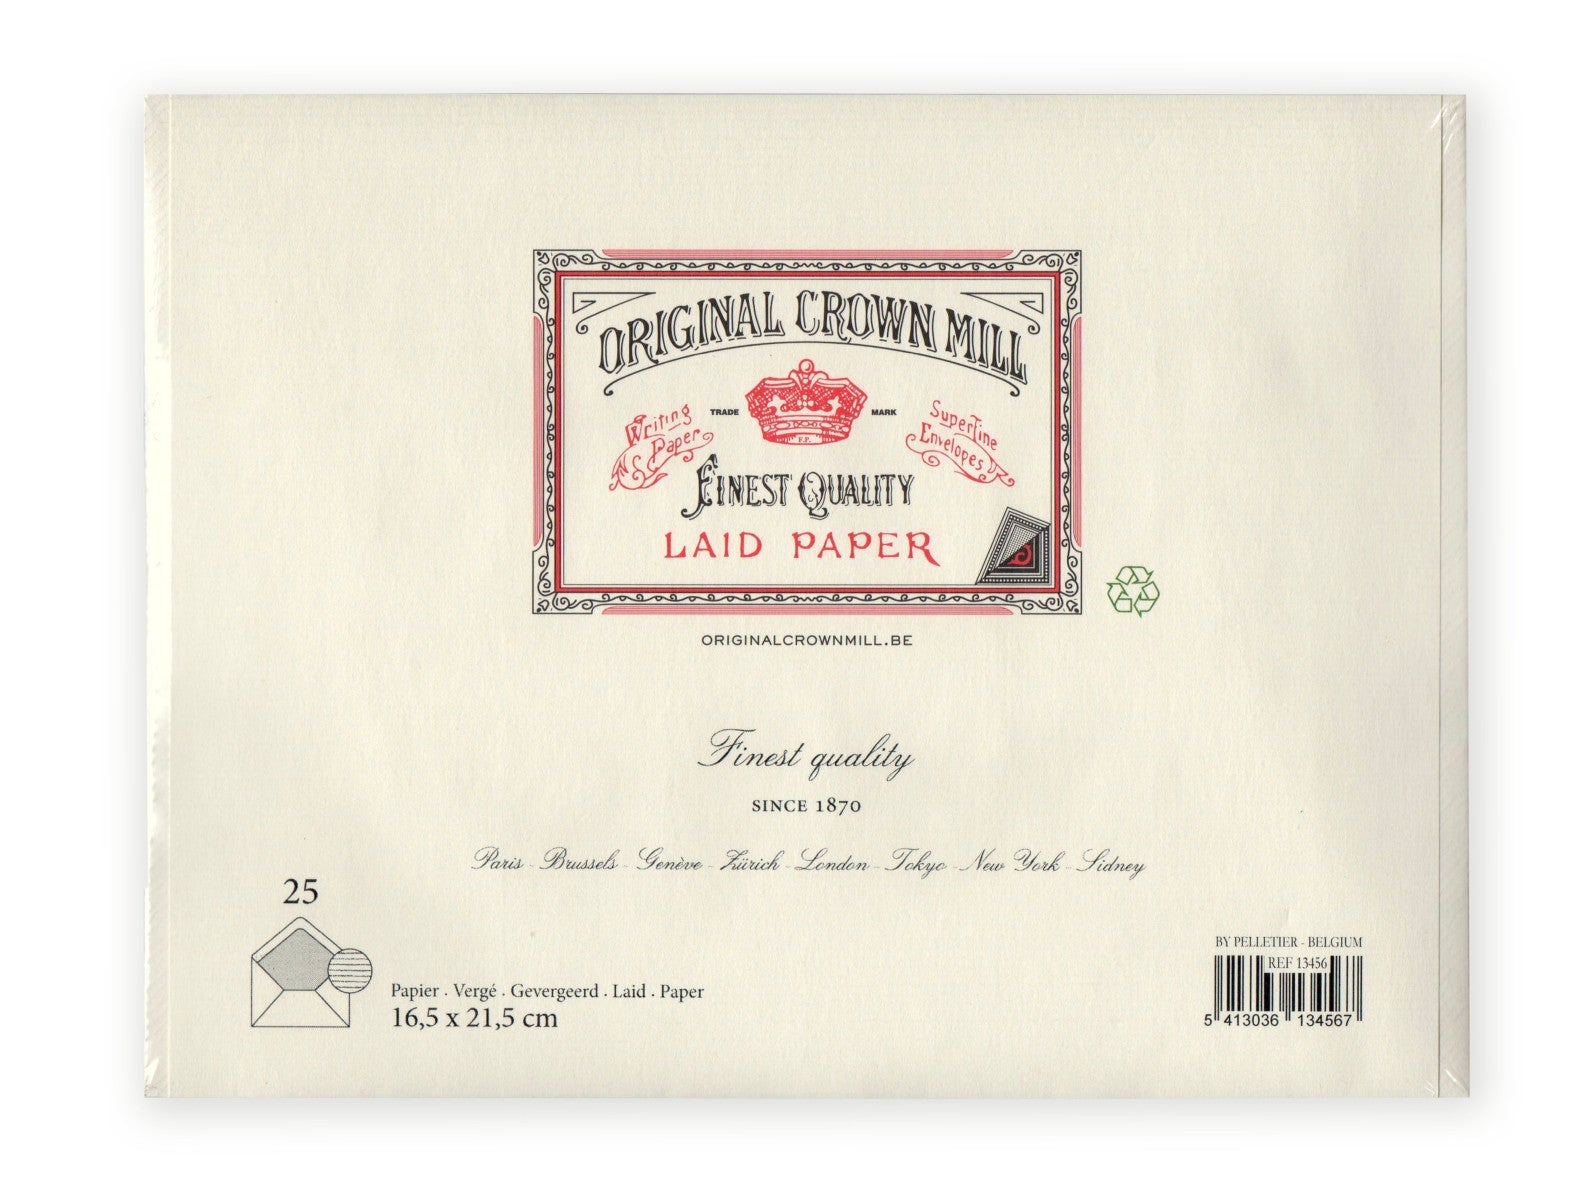 ORIGINAL CROWN MILL
TRADE MARK
Writing
Paper
Superfine
Envelopes
F.F.
FINEST QUALITY
LAID PAPER
ORIGINALCROWNMILL.BE
Finest quality
SINCE 1870
Paris - Brussels - Genève - Zürich - London - Tokyo - New York - Sidney
25
Papier . Vergé . Gevergeerd . Laid . Paper
16,5 x 21,5 cm
BY PELLETIER - BELGIUM
REF 13456
5 413036 134567